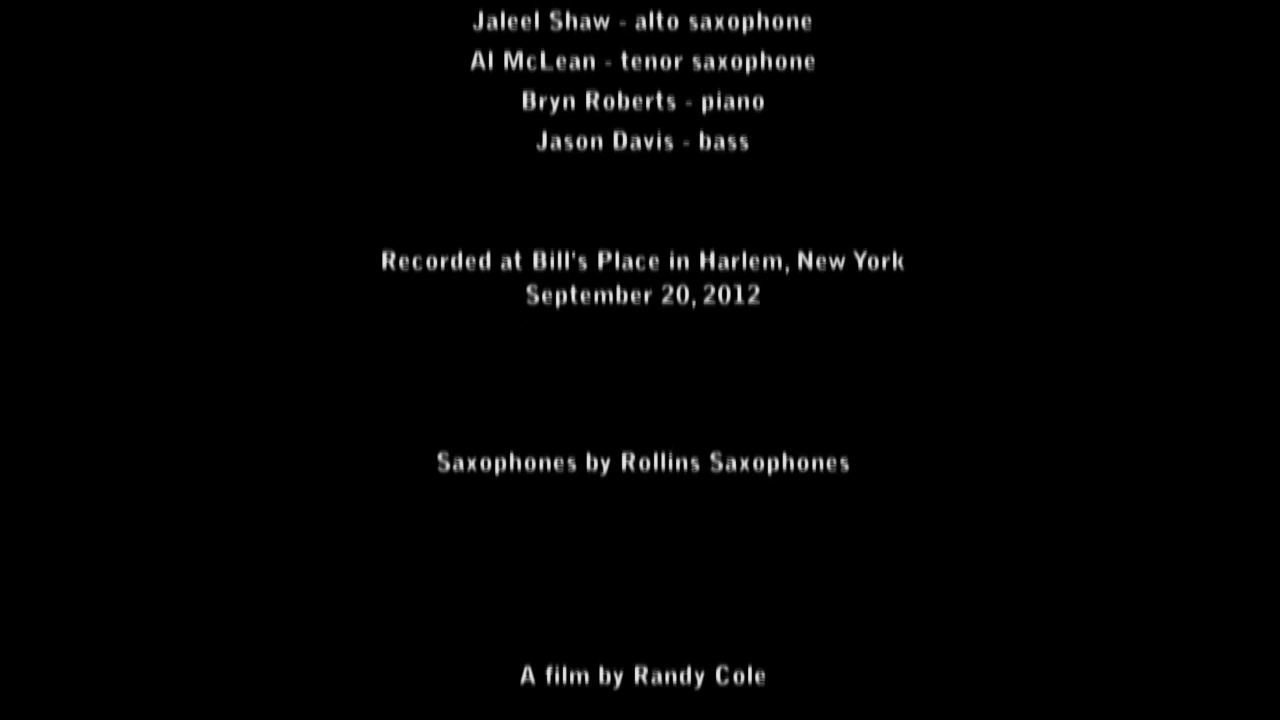 Jaleel Shaw - alto saxophone
Al McLean - tenor saxophone
Bryn Roberts - piano
Jason Davis - bass
Recorded at Bill's Place in Harlem, New York
September 20, 2012
Saxophones by Rollins Saxophones
A film by Randy Cole